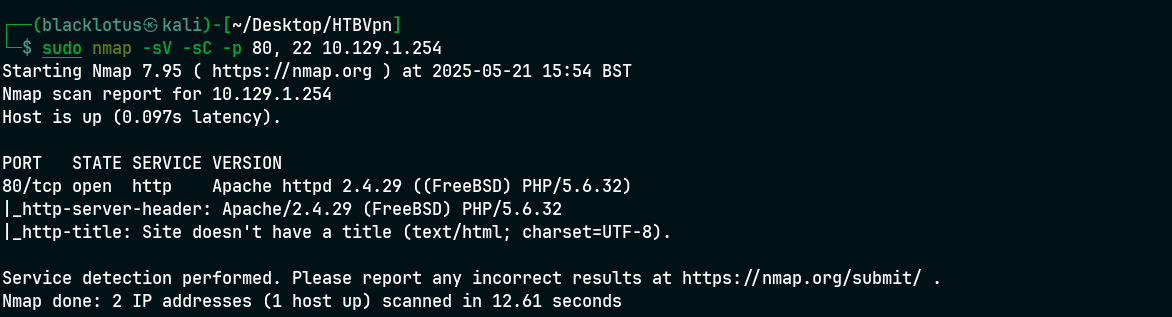 ┌──(blacklotus㉿kali)-[~/Desktop/HTBVpn]
└─$ sudo nmap -sV -sC -p 80, 22 10.129.1.254
Starting Nmap 7.95 ( https://nmap.org ) at 2025-05-21 15:54 BST
Nmap scan report for 10.129.1.254
Host is up (0.097s latency).

PORT   STATE SERVICE VERSION
80/tcp open  http    Apache httpd 2.4.29 ((FreeBSD) PHP/5.6.32)
|_http-server-header: Apache/2.4.29 (FreeBSD) PHP/5.6.32
|_http-title: Site doesn't have a title (text/html; charset=UTF-8).

Service detection performed. Please report any incorrect results at https://nmap.org/submit/ .
Nmap done: 2 IP addresses (1 host up) scanned in 12.61 seconds